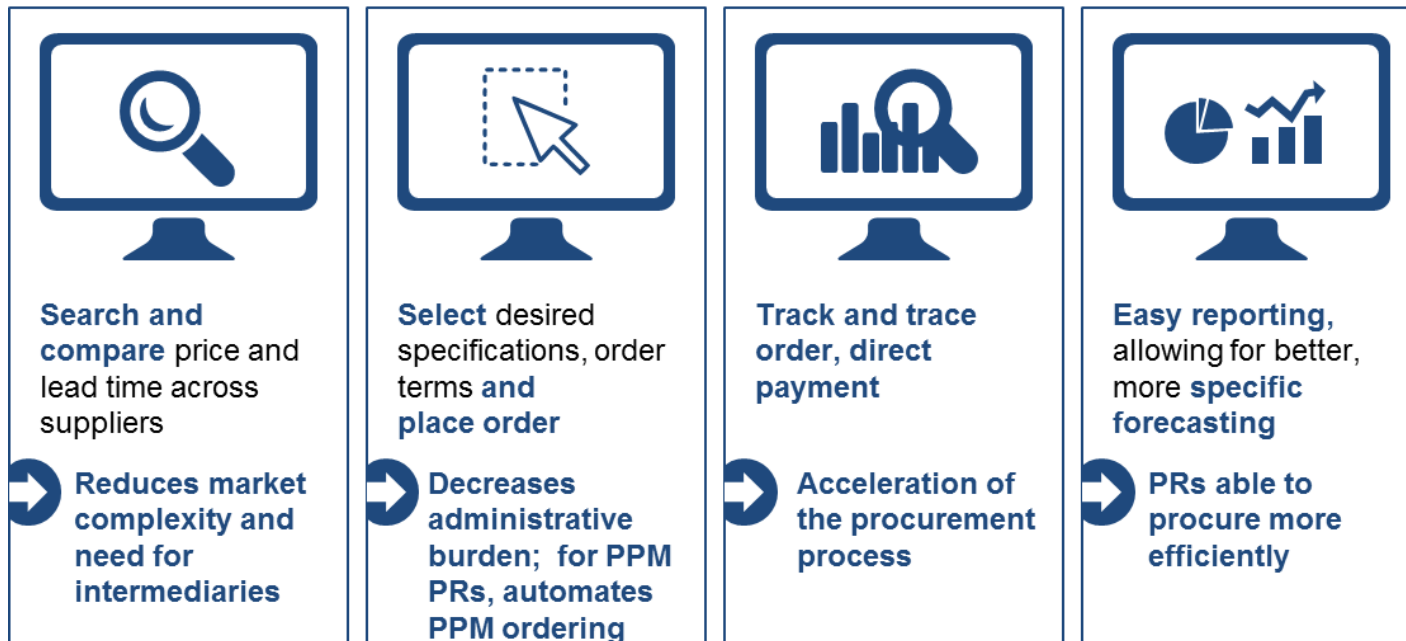 Search and
compare price and
lead time across
suppliers
Reduces market
complexity and
need for
intermediaries
Select desired
specifications, order
terms and
place order
Decreases
administrative
burden;  for PPM
PRs, automates
PPM ordering
Track and trace
order, direct
payment
Acceleration of
the procurement
process
Easy reporting,
allowing for better,
more specific
forecasting
PRs able to
procure more
efficiently